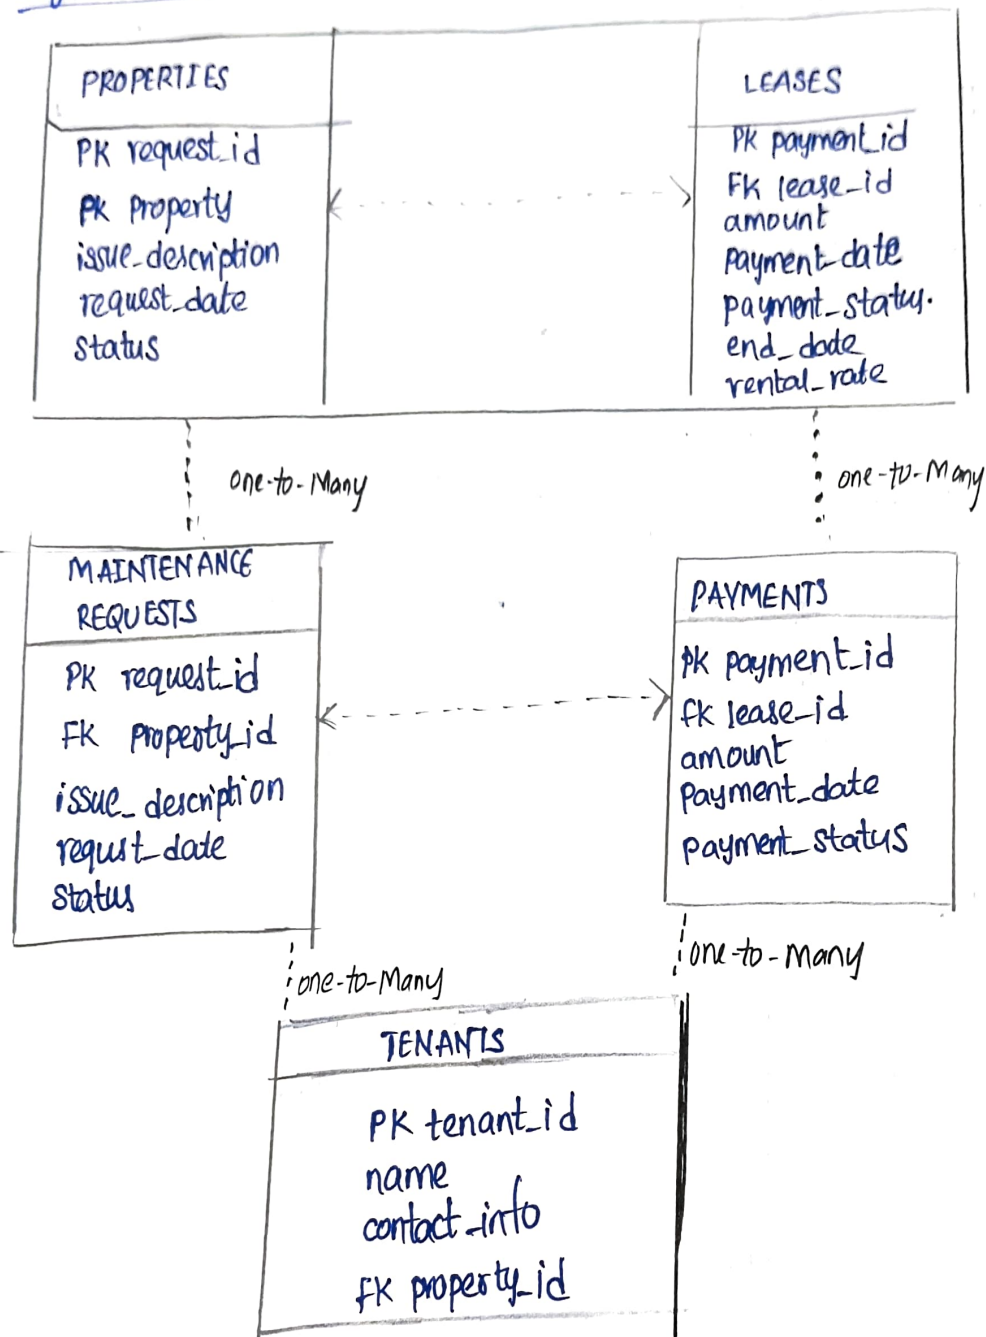 PROPERTIES
PK request_id
PK Property
issue_description
request_date
status
LEASES
PK payment_id
FK lease_id
amount
payment_date
payment_status.
end_date
rental_rate
one-to-Many
one-to-Many
MAINTENANCE
REQUESTS
PK request_id
FK property_id
issue_description
requst_date
status
PAYMENTS
PK payment_id
FK lease_id
amount
payment_date
payment_status
one-to-Many
one-to-Many
TENANTS
PK tenant_id
name
contact_info
FK property_id